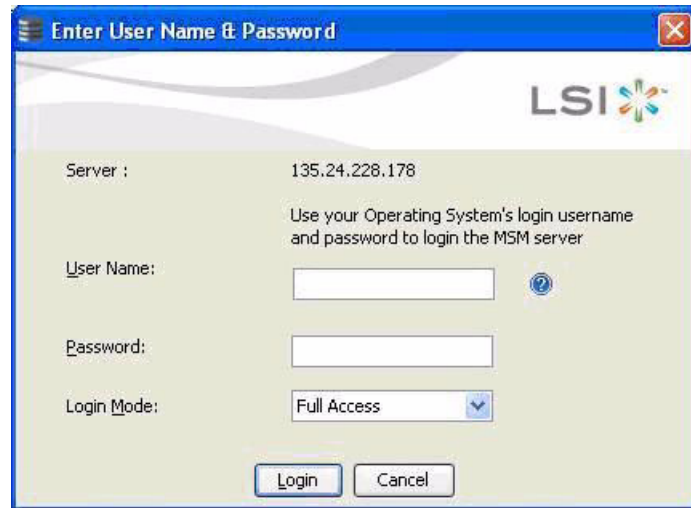 Enter User Name & Password
LSI
Server :
135.24.228.178
Use your Operating System's login username
and password to login the MSM server
User Name:
?
Password:
Login Mode:
Full Access
Login
Cancel